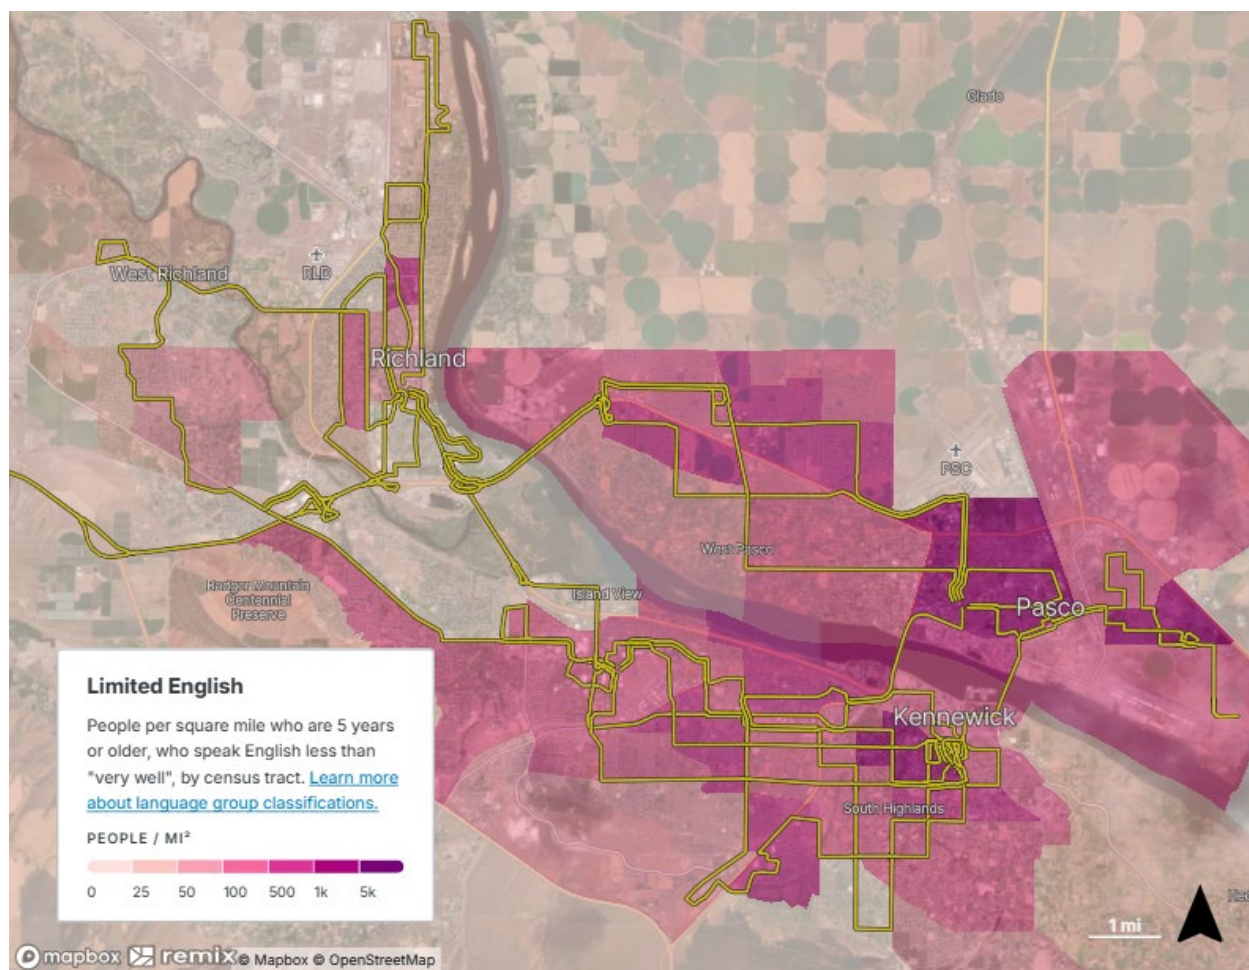 Glade
West Richland
RLD
Richland
PSC
West Pasco
Badger Mountain
Centennial
Preserve
Island View
Pasco
Limited English
People per square mile who are 5 years
or older, who speak English less than
"very well", by census tract. Learn more
about language group classifications.
PEOPLE / MI²
0 25 50 100 500 1k 5k
Kennewick
South Highlands
1 mi
mapbox remix © Mapbox © OpenStreetMap